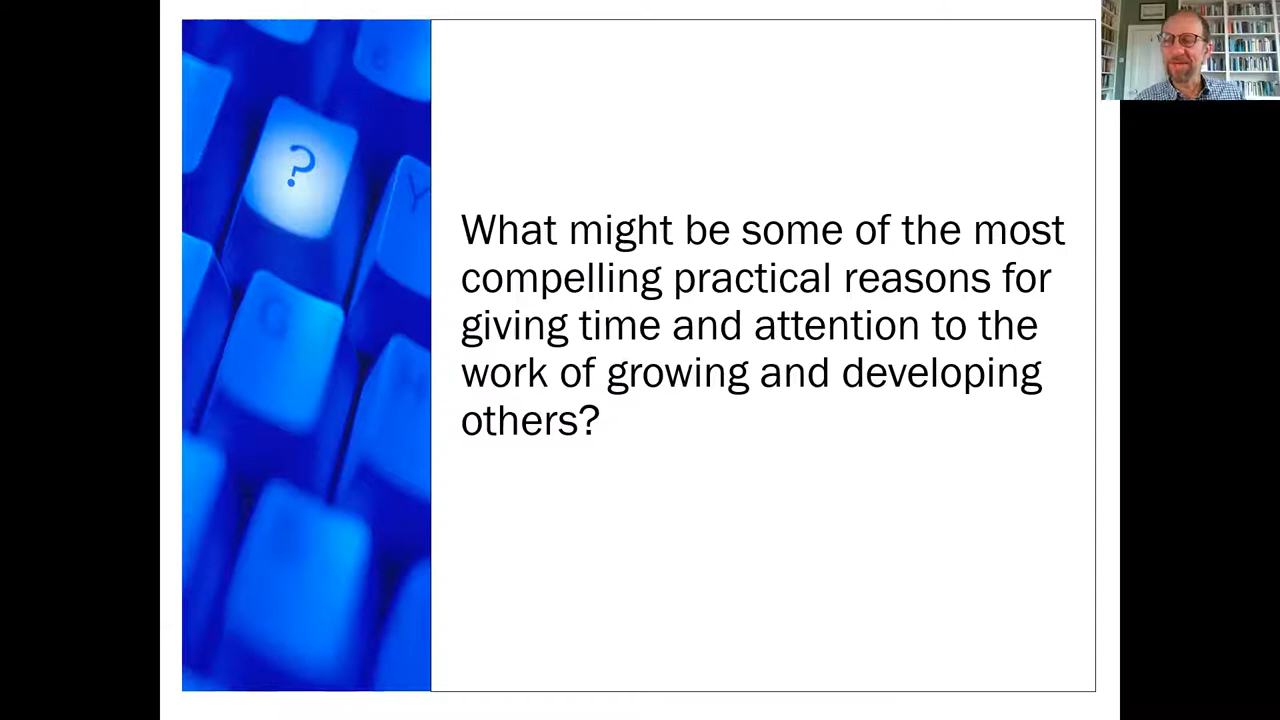 ?
Y
G
H
What might be some of the most
compelling practical reasons for
giving time and attention to the
work of growing and developing
others?